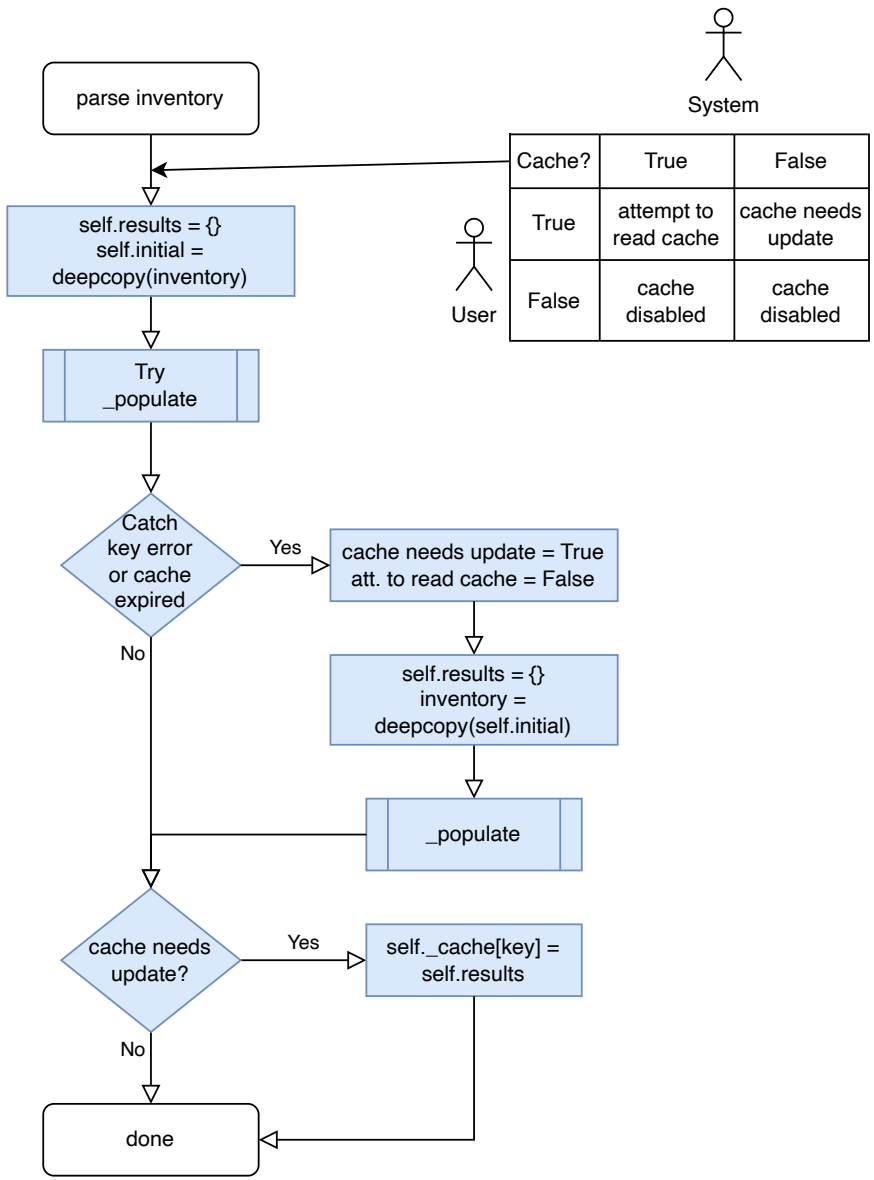 System
parse inventory
Cache?
True
False
True
attempt to
read cache
cache needs
update
User
False
cache
disabled
cache
disabled
self.results = {}
self.initial =
deepcopy(inventory)
Try
_populate
Catch
key error
or cache
expired
Yes
cache needs update = True
att. to read cache = False
No
self.results = {}
inventory =
deepcopy(self.initial)
_populate
cache needs
update?
Yes
self._cache[key] =
self.results
No
done